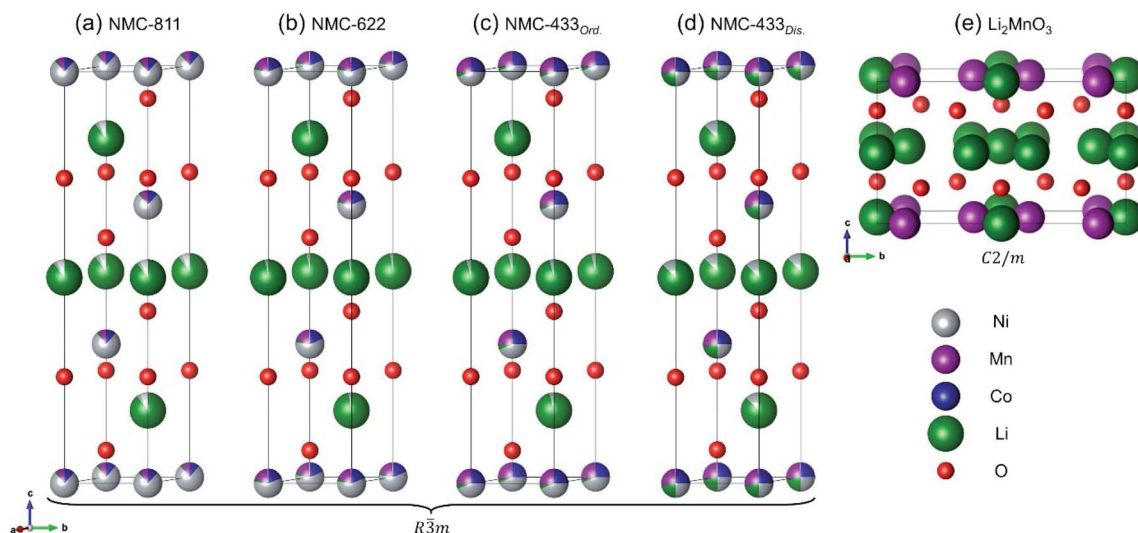 (a) NMC-811
(b) NMC-622
(c) NMC-433Ord.
(d) NMC-433Dis.
(e) Li2MnO3
c
a
b
C2/m
Ni
Mn
Co
Li
O
c
a
b
R3̅m